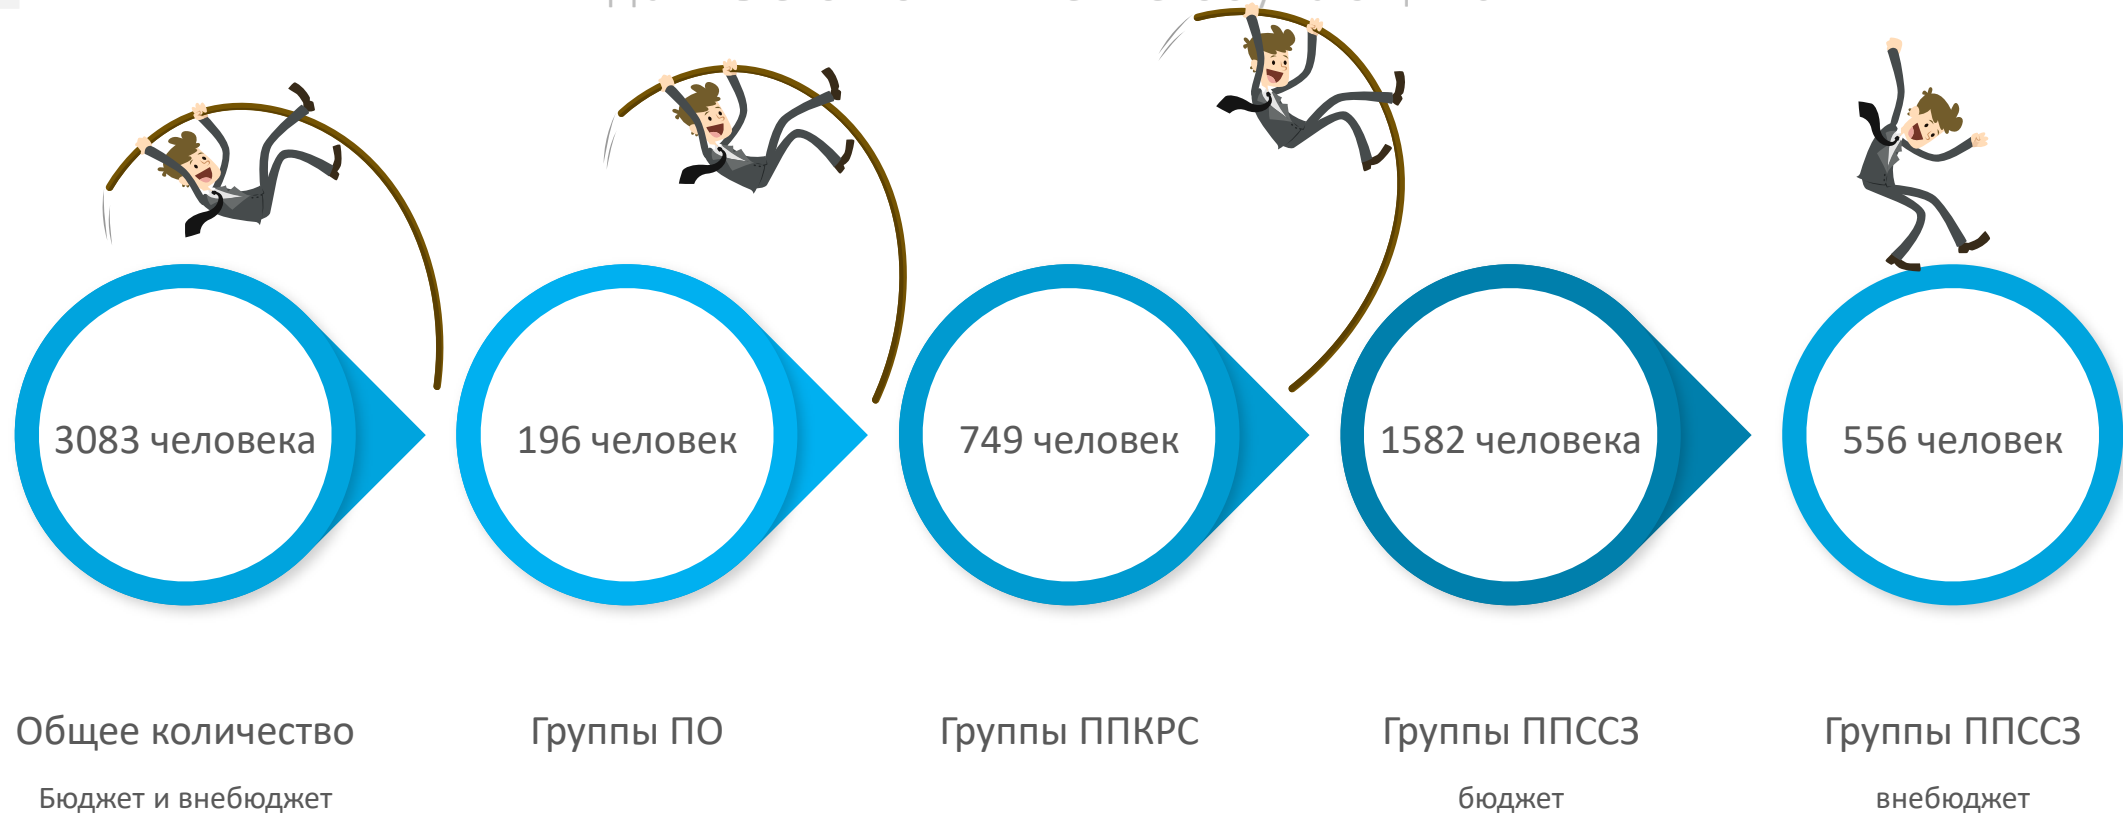 3083 человека
196 человек
749 человек
1582 человека
556 человек
Общее количество
Группы ПО
Группы ППКРС
Группы ППССЗ
Группы ППССЗ
Бюджет и внебюджет
бюджет
внебюджет